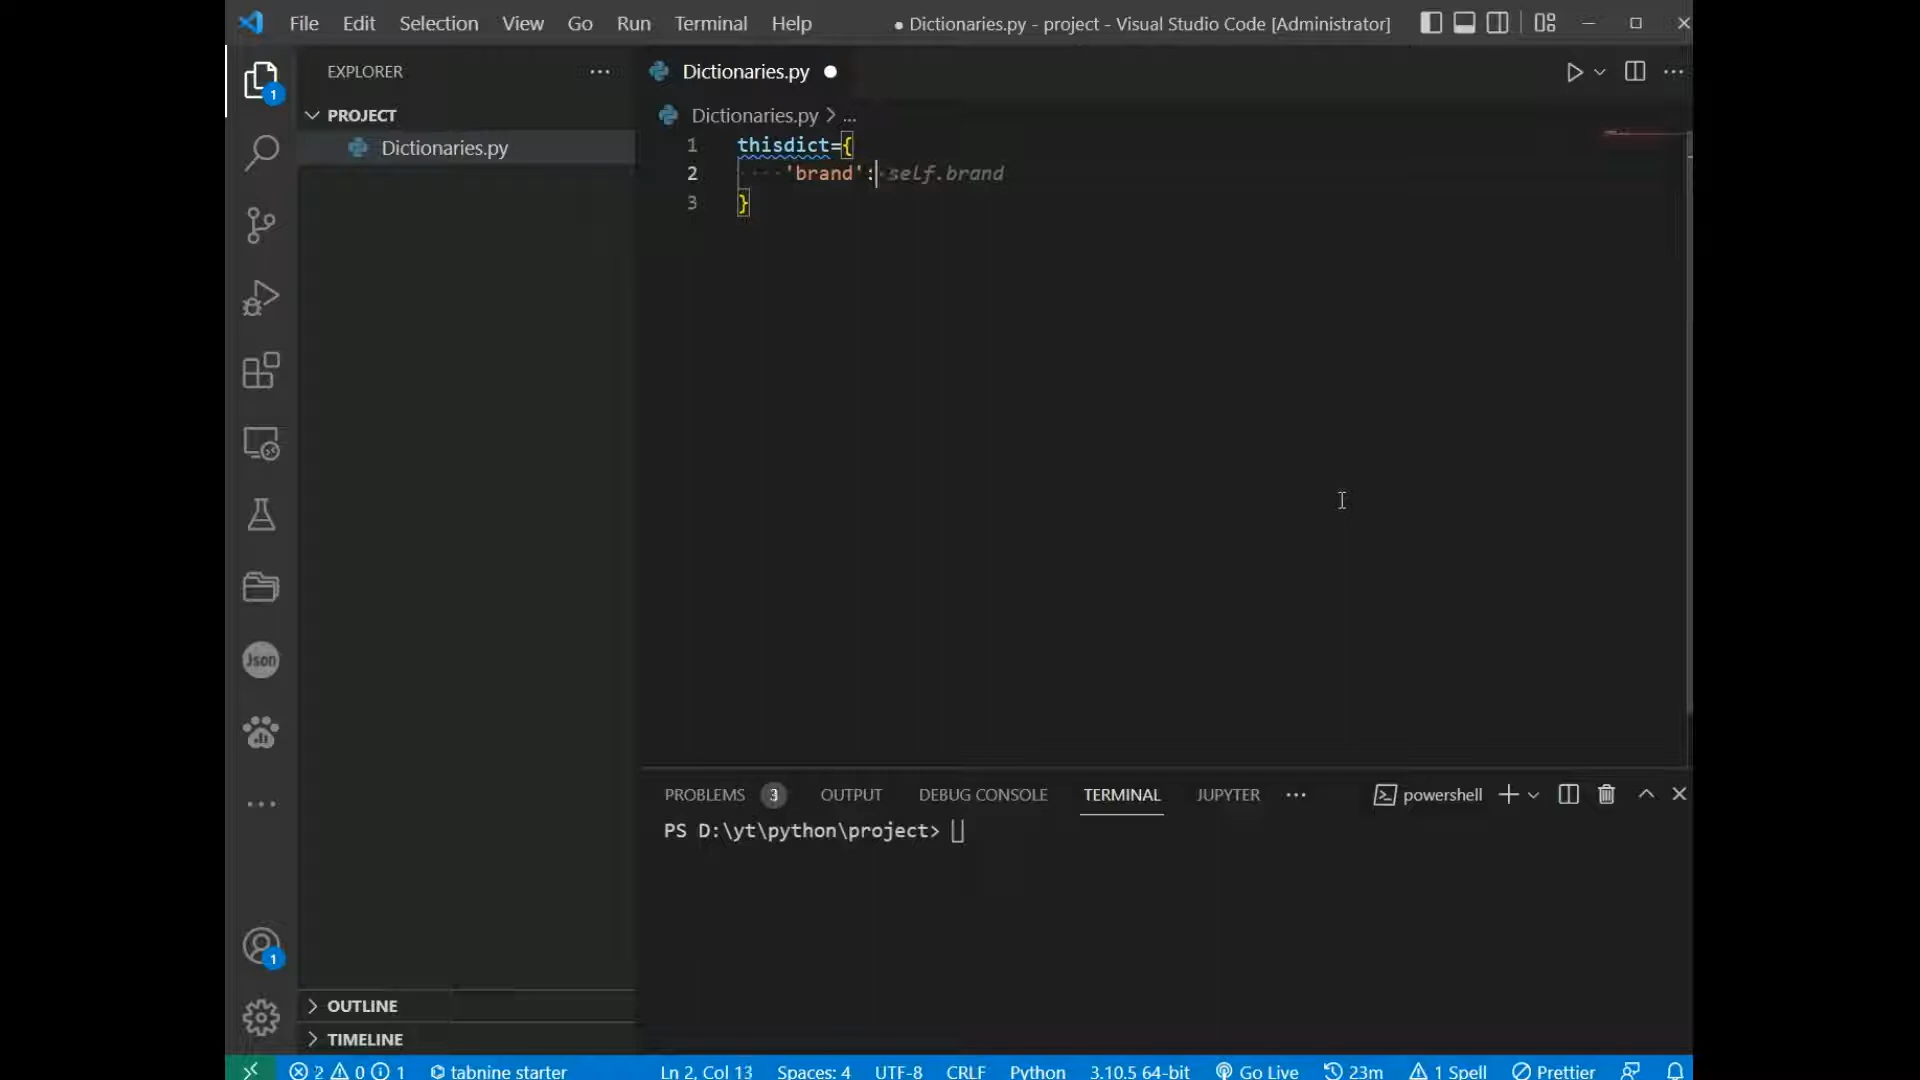 File Edit Selection View Go Run Terminal Help ● Dictionaries.py - project - Visual Studio Code [Administrator]
EXPLORER ...
Dictionaries.py ●
PROJECT
Dictionaries.py
Dictionaries.py > ...
1 thisdict={
2 'brand': self.brand
3 }
1
Json
PROBLEMS 3 OUTPUT DEBUG CONSOLE TERMINAL JUPYTER ... powershell
PS D:\yt\python\project>
1
OUTLINE
TIMELINE
2 0 1 tabnine starter Ln 2, Col 13 Spaces: 4 UTF-8 CRLF Python 3.10.5 64-bit Go Live 23m 1 Spell Prettier